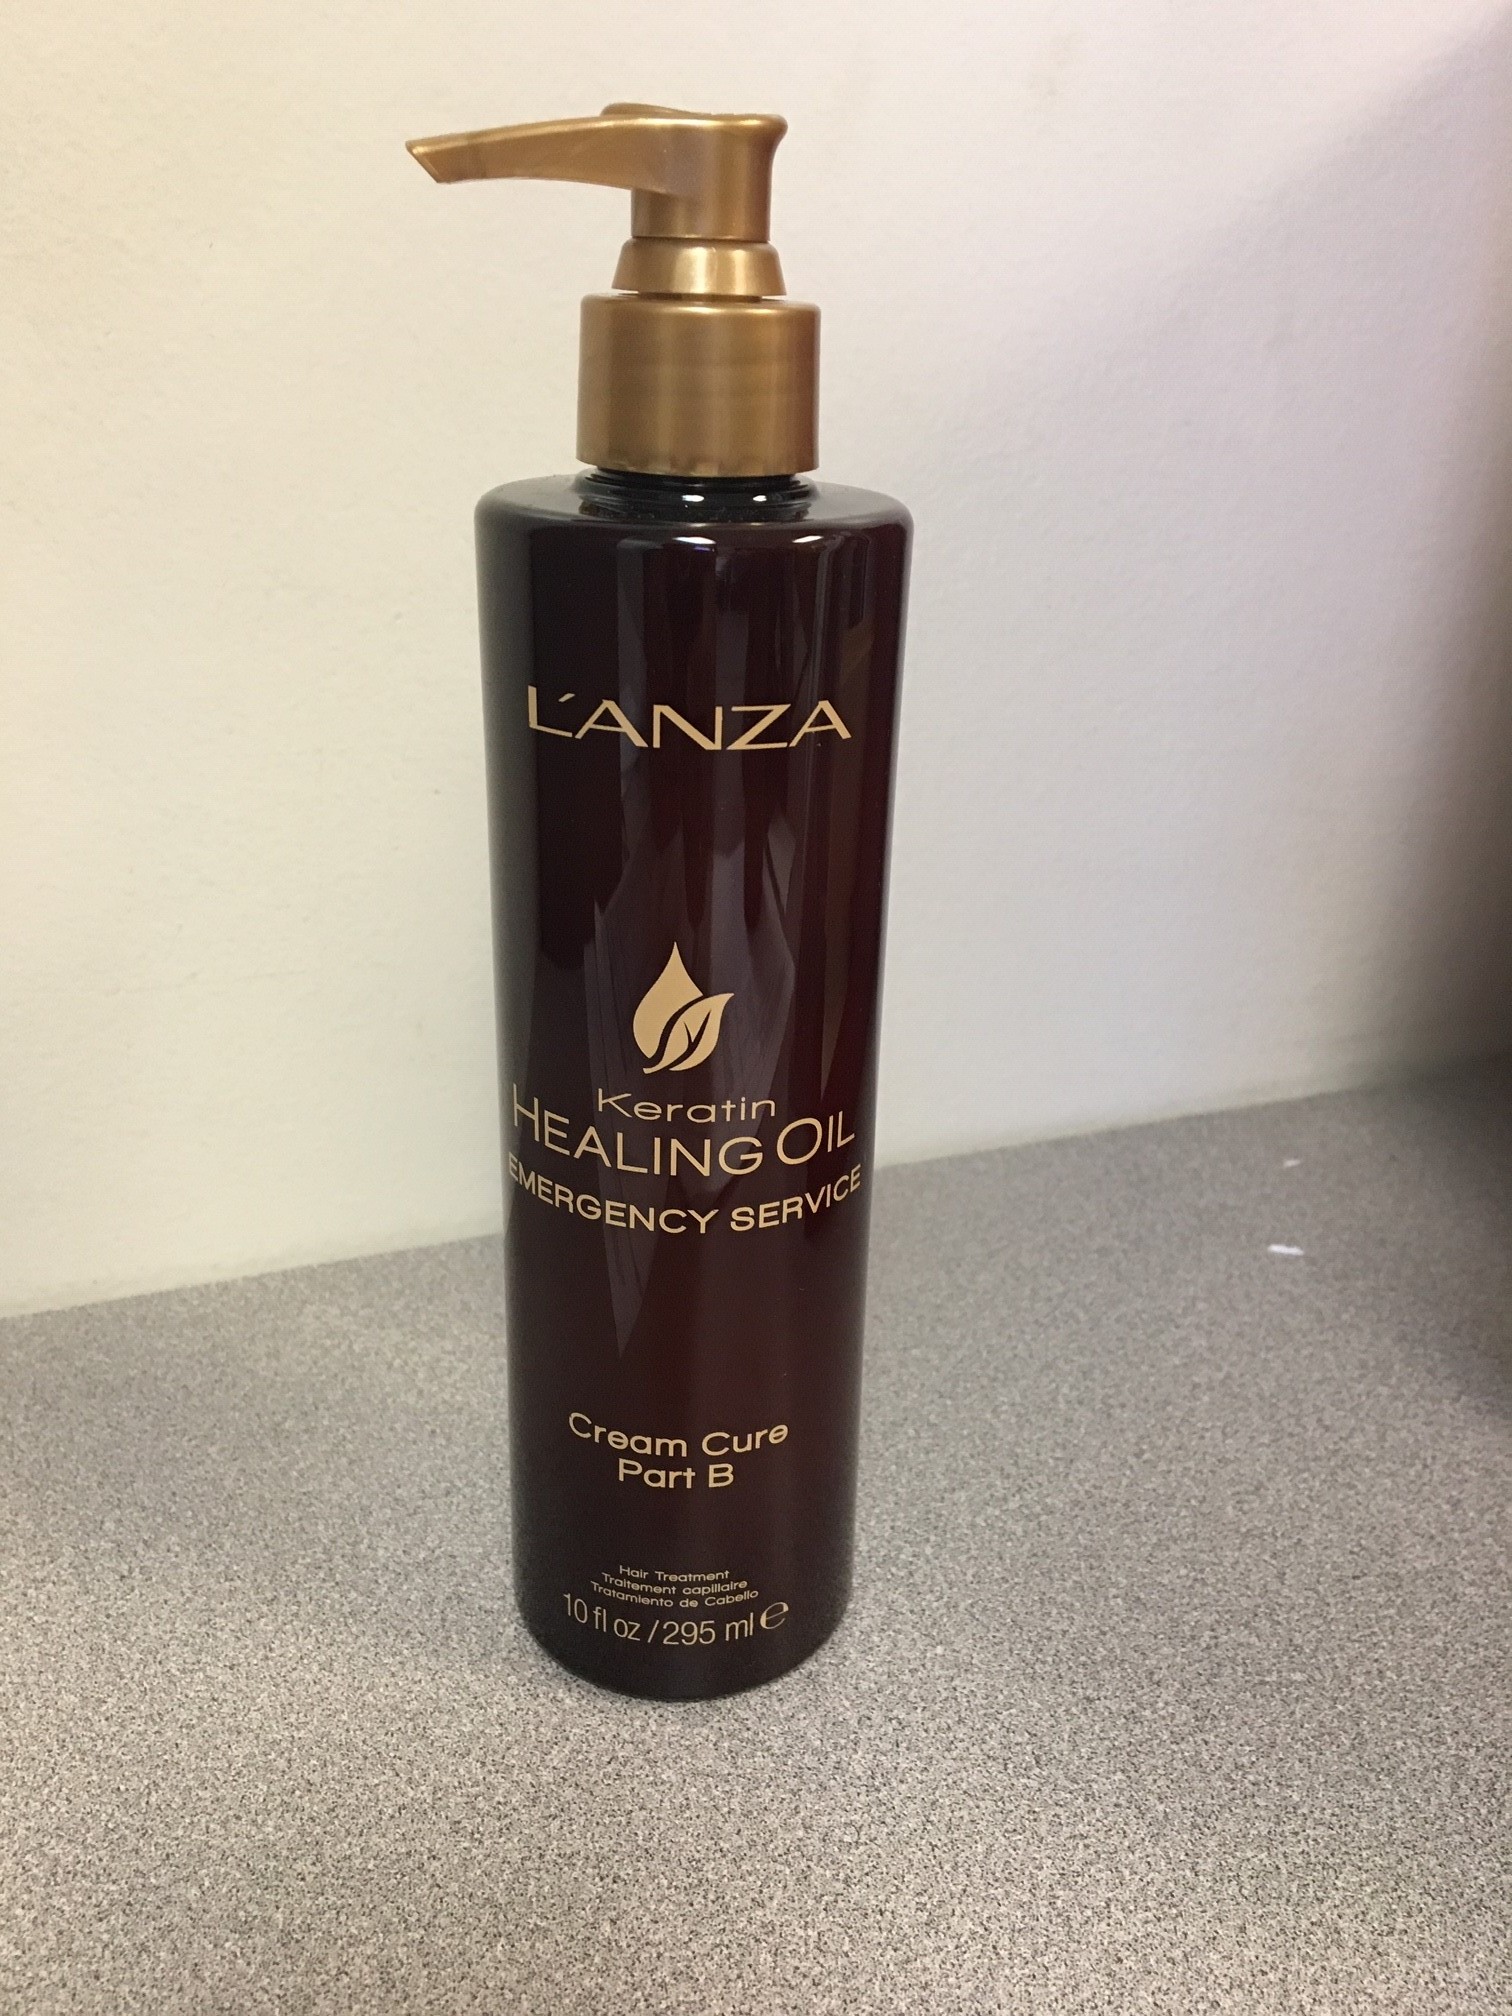 L'ANZA
Keratin
HEALING OIL
EMERGENCY SERVICE
Cream Cure
Part B
Hair Treatment
Traitement capillaire
Tratamiento de Cabello
10 fl oz / 295 ml ℮